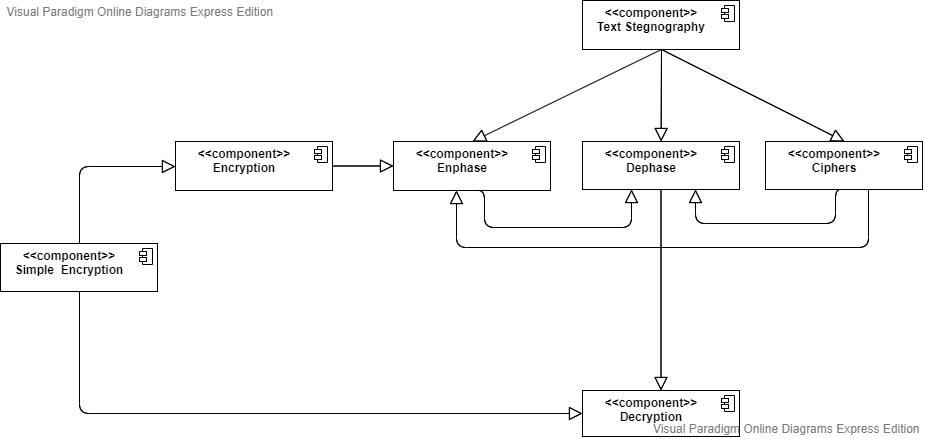 Visual Paradigm Online Diagrams Express Edition
<<component>>
Text Stegnography
<<component>>
Encryption
<<component>>
Enphase
<<component>>
Dephase
<<component>>
Ciphers
<<component>>
Simple Encryption
<<component>>
Decryption
Visual Paradigm Online Diagrams Express Edition